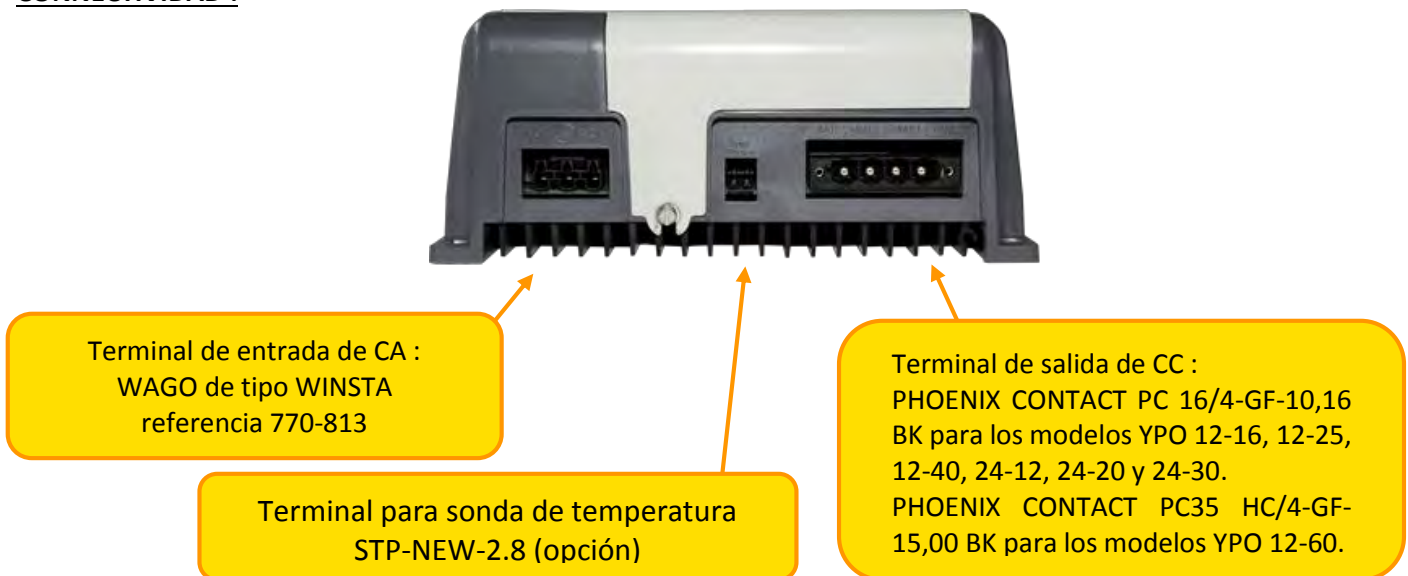 CONNECTIVIDAD :
Terminal de entrada de CA :
WAGO de tipo WINSTA
referencia 770-813
Terminal para sonda de temperatura
STP-NEW-2.8 (opción)
Terminal de salida de CC :
PHOENIX CONTACT PC 16/4-GF-10,16
BK para los modelos YPO 12-16, 12-25,
12-40, 24-12, 24-20 y 24-30.
PHOENIX CONTACT PC35 HC/4-GF-
15,00 BK para los modelos YPO 12-60.